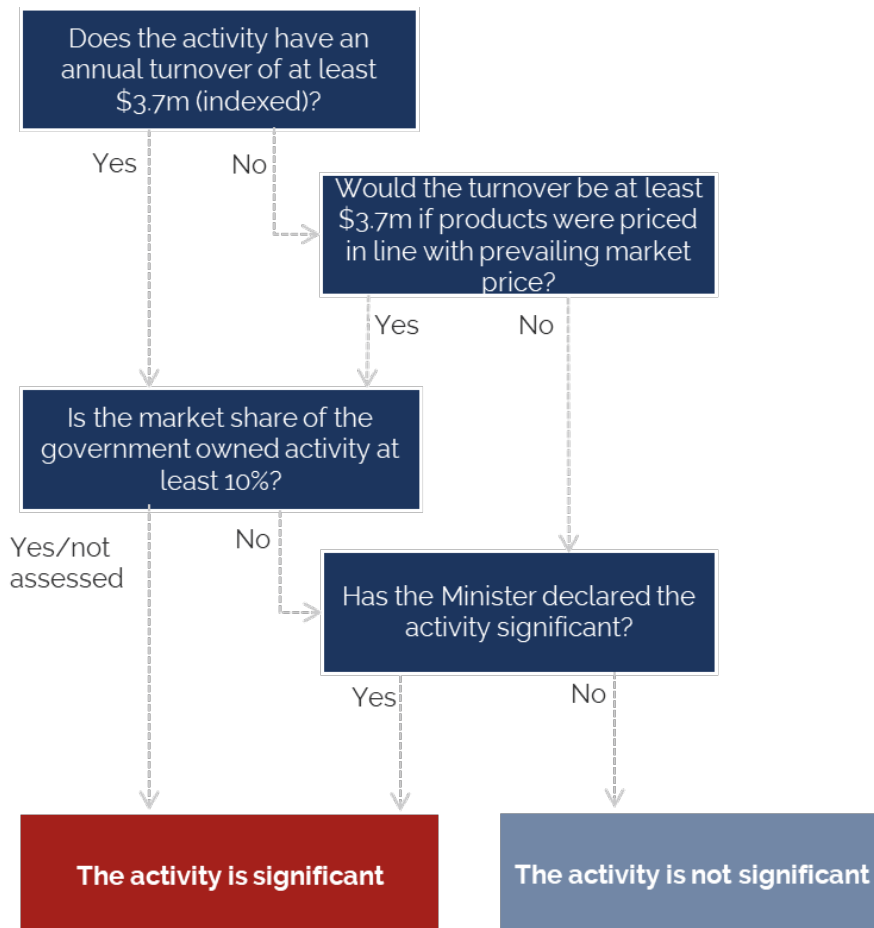 Does the activity have an
annual turnover of at least
$3.7m (indexed)?
Yes
No
Would the turnover be at least
$3.7m if products were priced
in line with prevailing market
price?
Yes
No
Is the market share of the
government owned activity at
least 10%?
Yes/not
assessed
No
Has the Minister declared the
activity significant?
Yes
No
The activity is significant
The activity is not significant